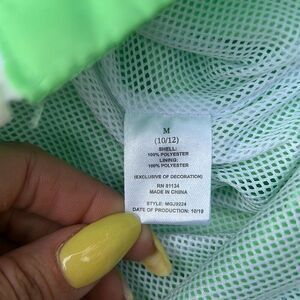 M
(10/12)
SHELL:
100% POLYESTER
LINING:
100% POLYESTER
(EXCLUSIVE OF DECORATION)
RN 81134
MADE IN CHINA
STYLE: MGJ9224
DATE OF PRODUCTION: 10/19